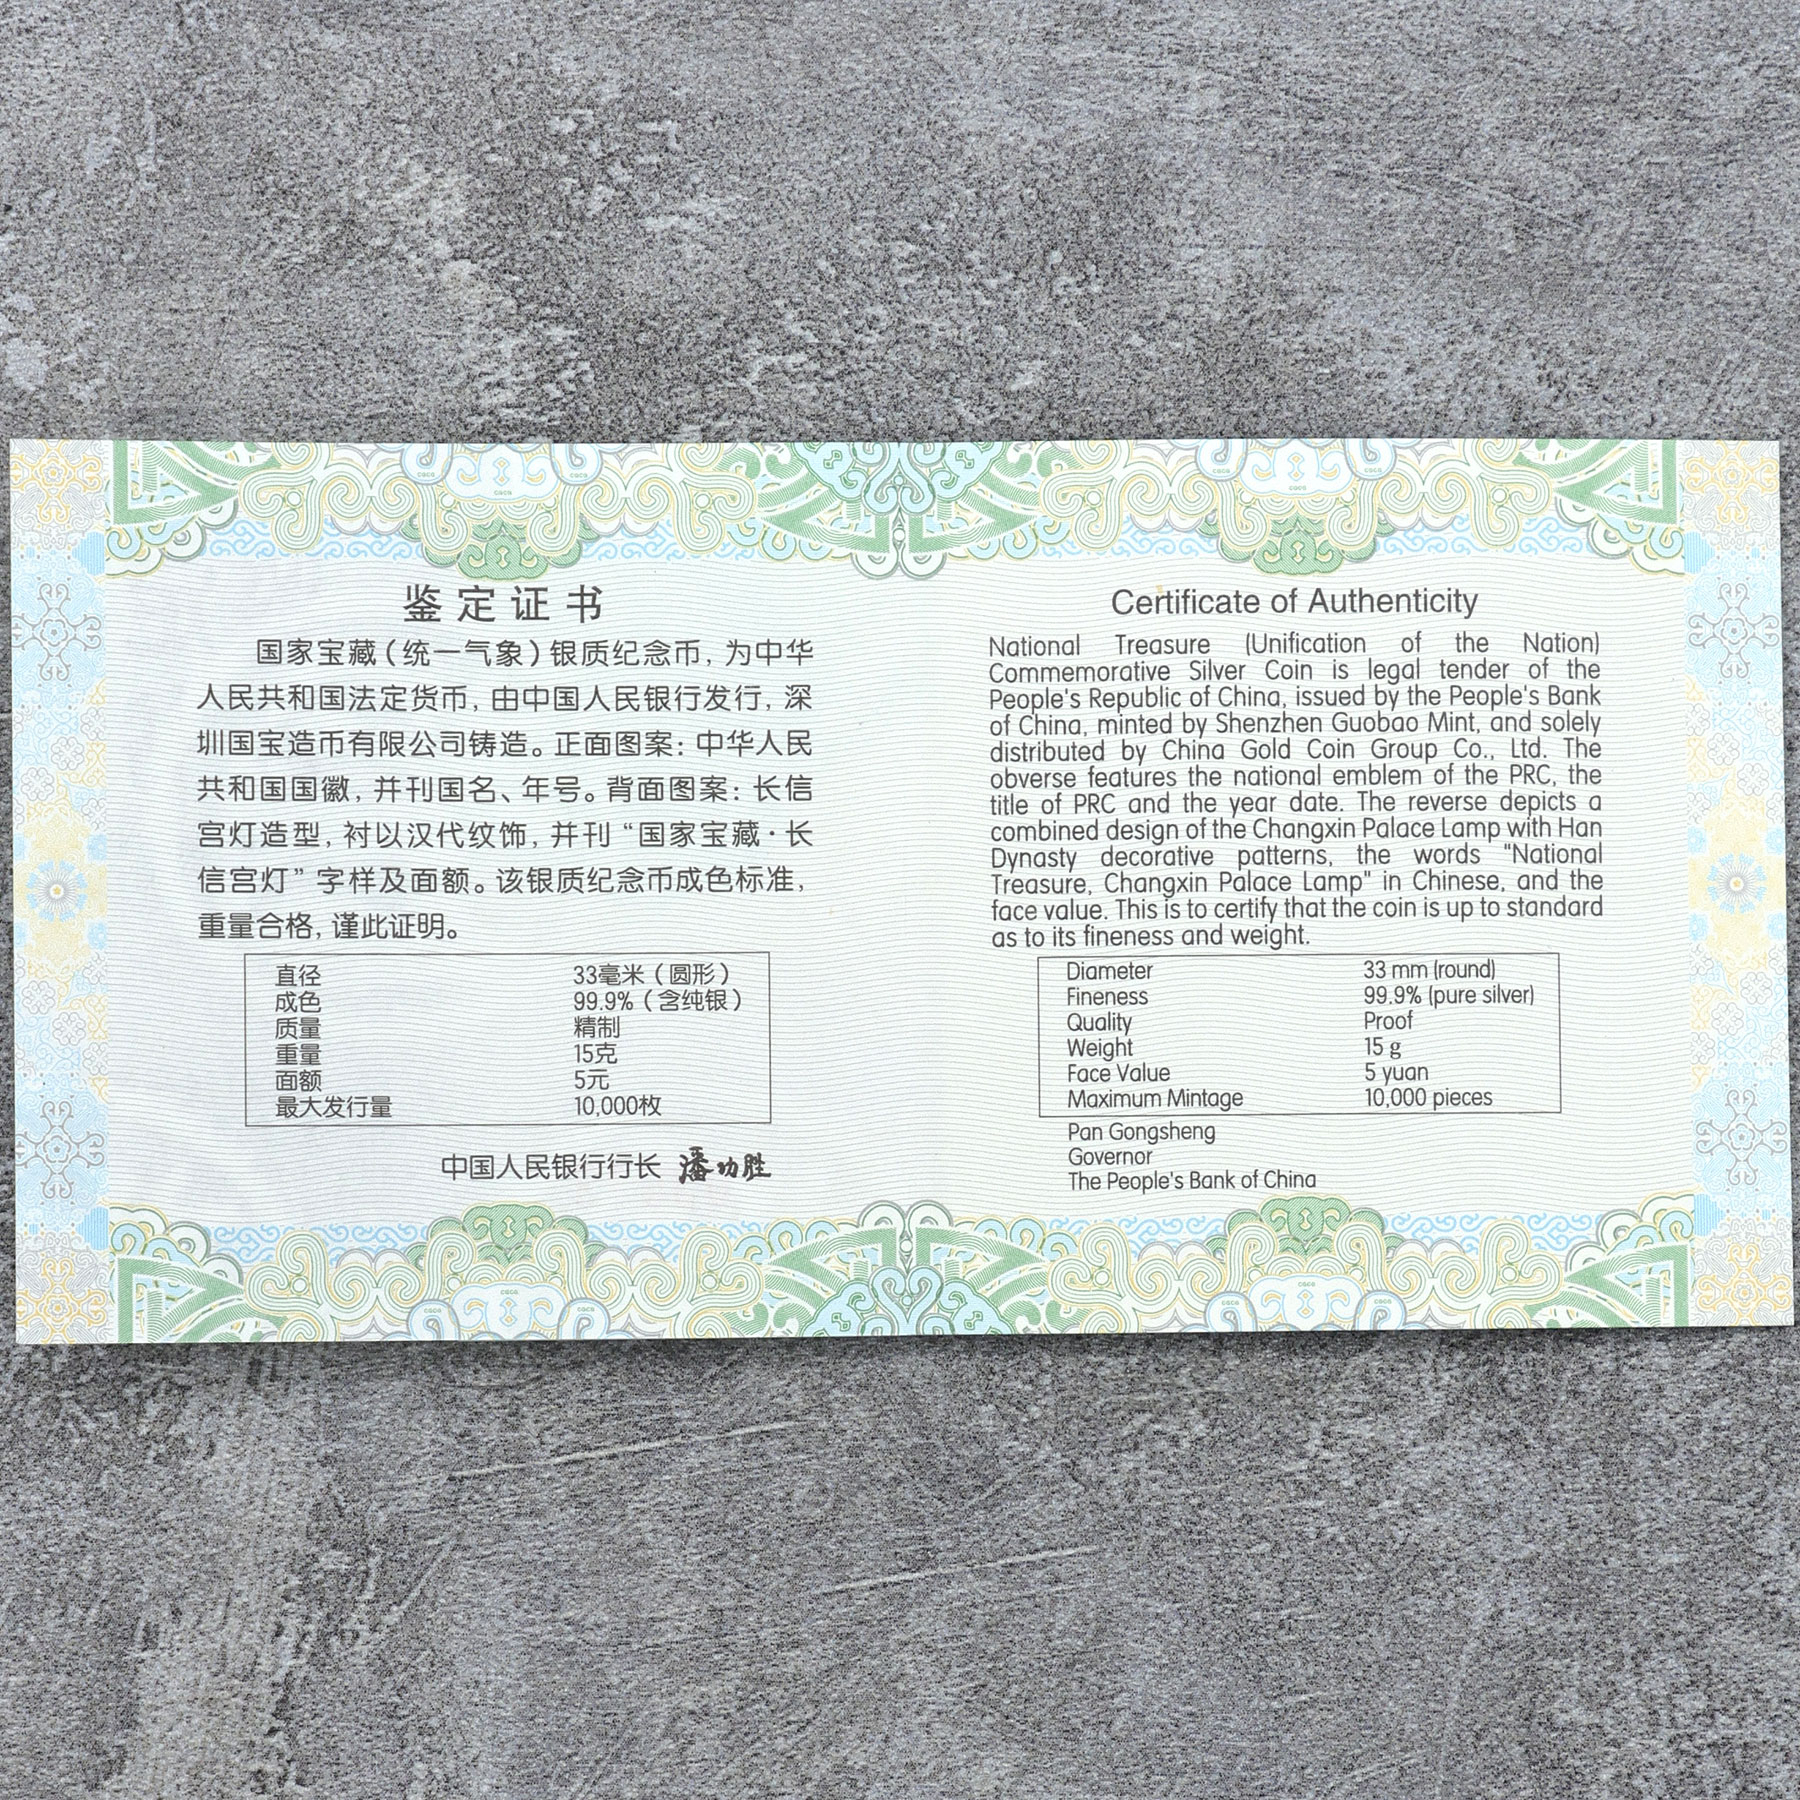 鉴定证书
国家宝藏（统一气象）银质纪念币，为中华
人民共和国法定货币，由中国人民银行发行，深
圳国宝造币有限公司铸造。正面图案：中华人民
共和国国徽，并刊国名、年号。背面图案：长信
宫灯造型，衬以汉代纹饰，并刊“国家宝藏·长
信宫灯”字样及面额。该银质纪念币成色标准，
重量合格，谨此证明。
直径 33毫米（圆形）
成色 99.9%（含纯银）
质量 精制
重量 15克
面额 5元
最大发行量 10,000枚
中国人民银行行长 潘功胜
Certificate of Authenticity
National Treasure (Unification of the Nation)
Commemorative Silver Coin is legal tender of the
People's Republic of China, issued by the People's Bank
of China, minted by Shenzhen Guobao Mint, and solely
distributed by China Gold Coin Group Co., Ltd. The
obverse features the national emblem of the PRC, the
title of PRC and the year date. The reverse depicts a
combined design of the Changxin Palace Lamp with Han
Dynasty decorative patterns, the words "National
Treasure, Changxin Palace Lamp" in Chinese, and the
face value. This is to certify that the coin is up to standard
as to its fineness and weight.
Diameter 33 mm (round)
Fineness 99.9% (pure silver)
Quality Proof
Weight 15 g
Face Value 5 yuan
Maximum Mintage 10,000 pieces
Pan Gongsheng
Governor
The People's Bank of China